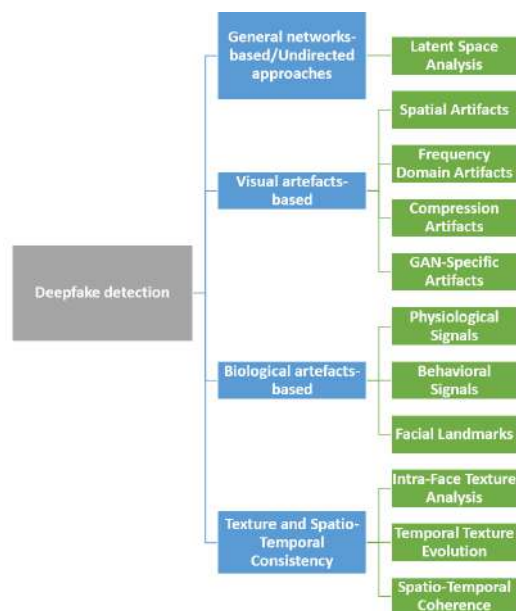 Deepfake detection
General networks-
based/Undirected
approaches
Latent Space
Analysis
Visual artefacts-
based
Spatial Artifacts
Frequency
Domain Artifacts
Compression
Artifacts
GAN-Specific
Artifacts
Biological artefacts-
based
Physiological
Signals
Behavioral
Signals
Facial Landmarks
Texture and Spatio-
Temporal
Consistency
Intra-Face Texture
Analysis
Temporal Texture
Evolution
Spatio-Temporal
Coherence